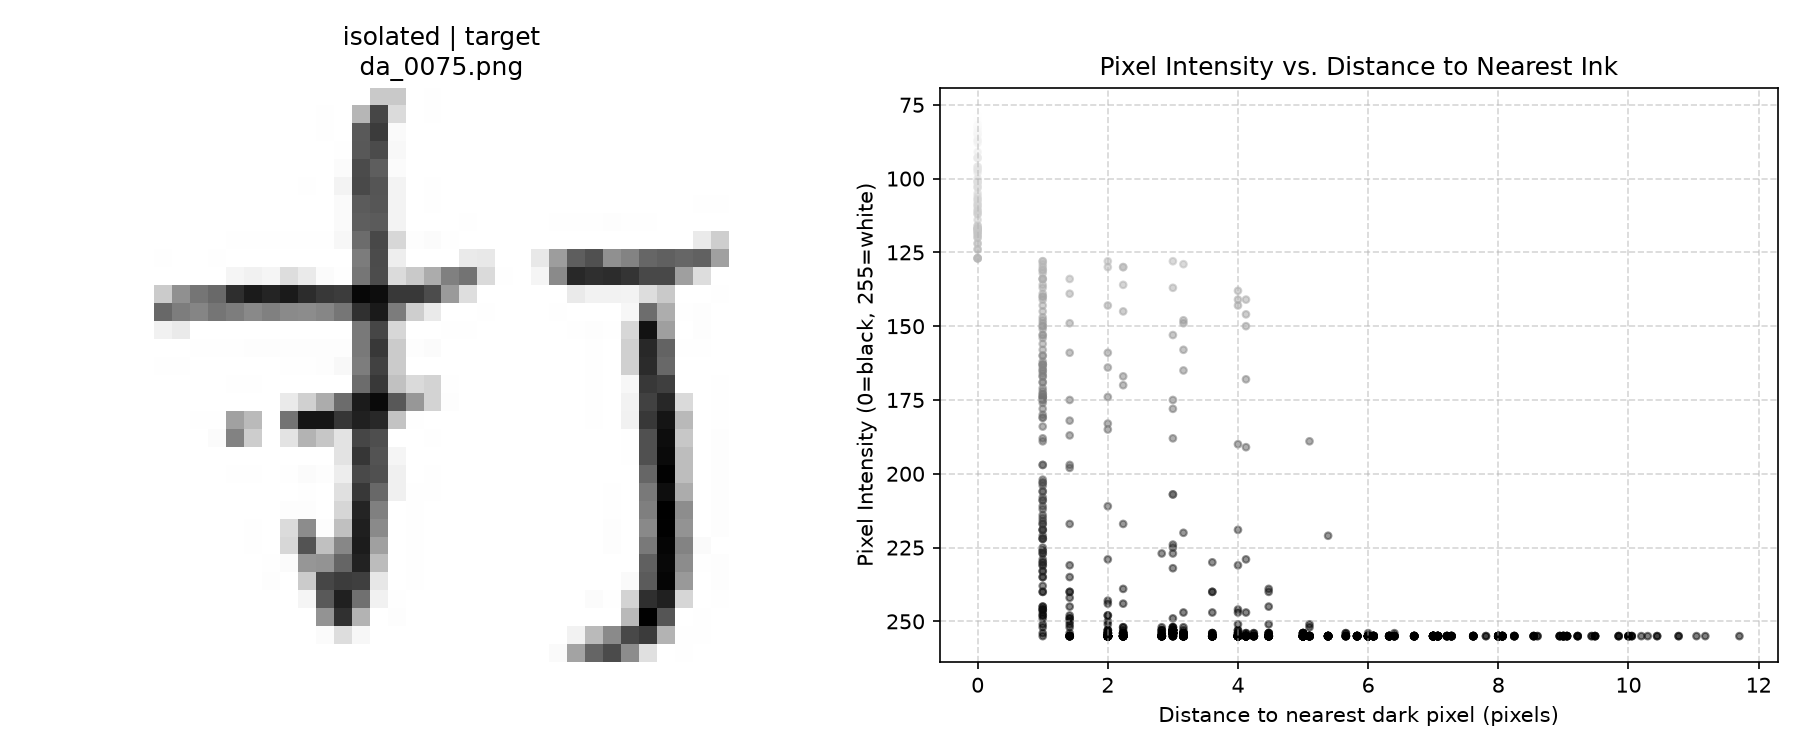 isolated | target
da_0075.png
打
Pixel Intensity vs. Distance to Nearest Ink
Pixel Intensity (0=black, 255=white)
75
100
125
150
175
200
225
250
0 2 4 6 8 10 12
Distance to nearest dark pixel (pixels)